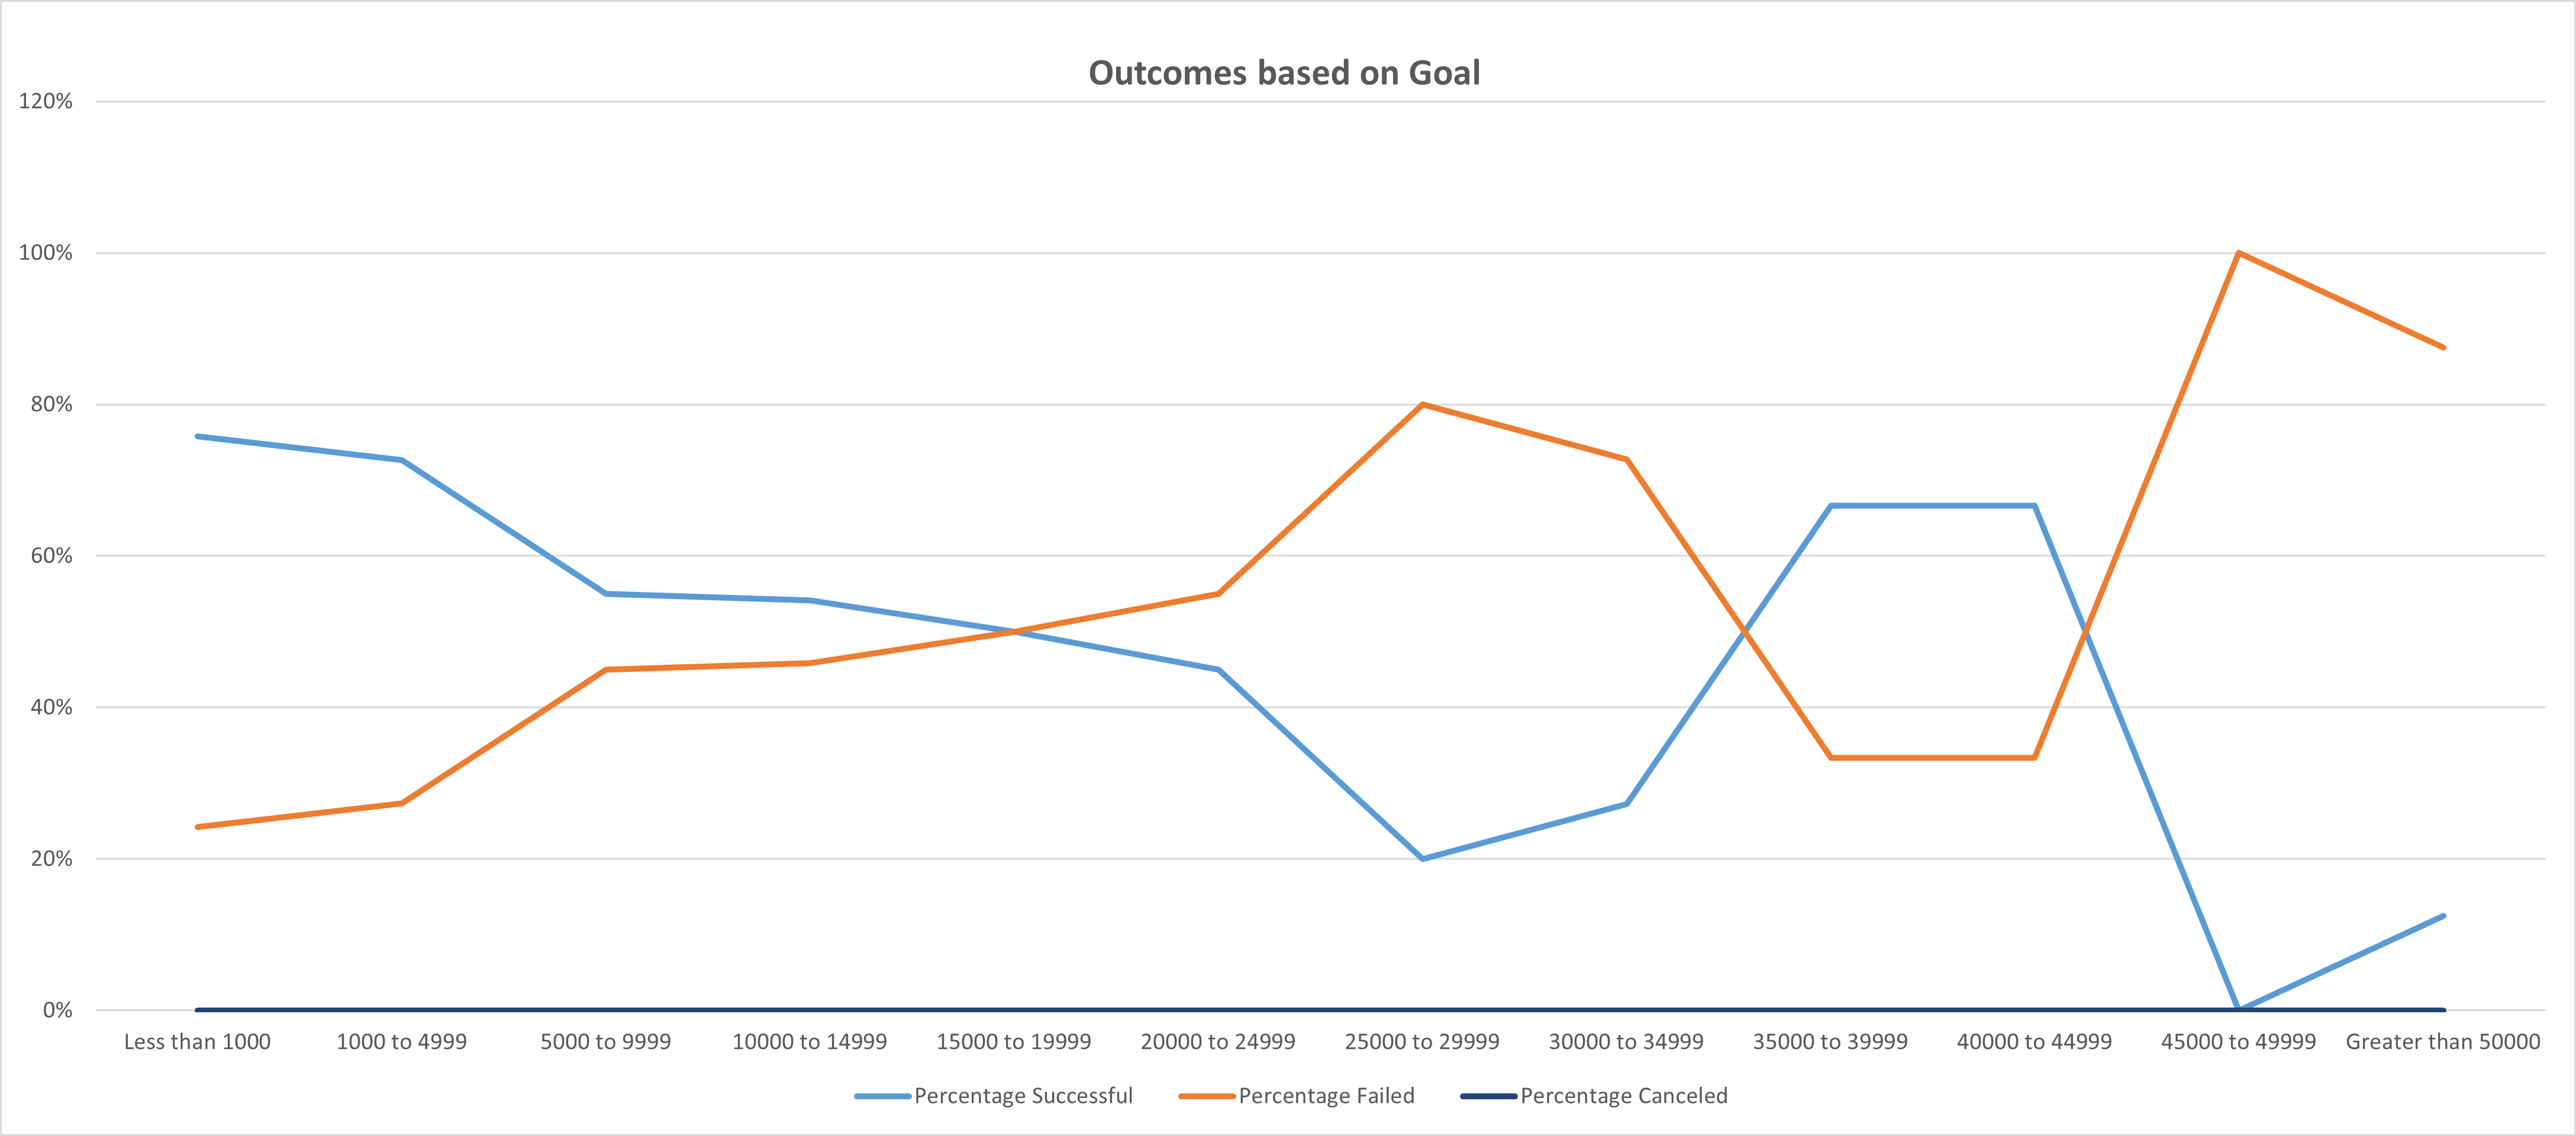 Outcomes based on Goal
120%
100%
80%
60%
40%
20%
0%
Less than 1000 1000 to 4999 5000 to 9999 10000 to 14999 15000 to 19999 20000 to 24999 25000 to 29999 30000 to 34999 35000 to 39999 40000 to 44999 45000 to 49999 Greater than 50000
Percentage Successful Percentage Failed Percentage Canceled